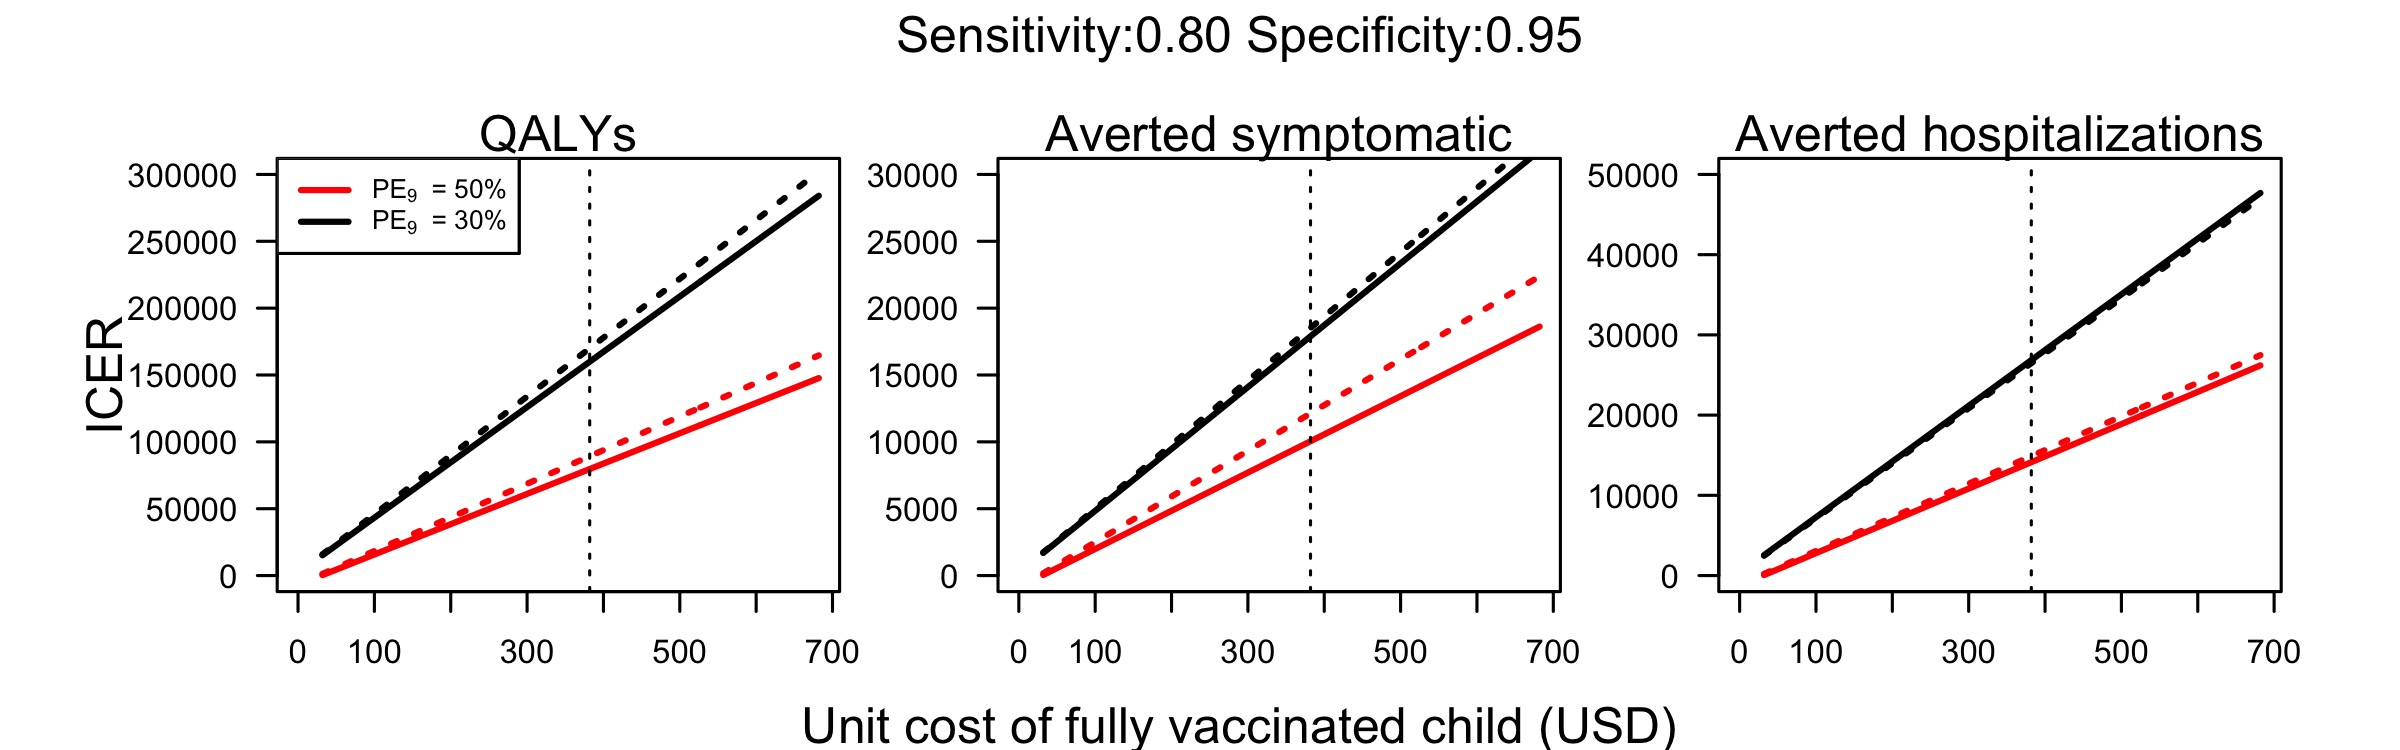 Sensitivity:0.80 Specificity:0.95
QALYs
Averted symptomatic
Averted hospitalizations
ICER
300000
250000
200000
150000
100000
50000
0
PE9 = 50%
PE9 = 30%
0 100 300 500 700
30000
25000
20000
15000
10000
5000
0
0 100 300 500 700
50000
40000
30000
20000
10000
0
0 100 300 500 700
Unit cost of fully vaccinated child (USD)